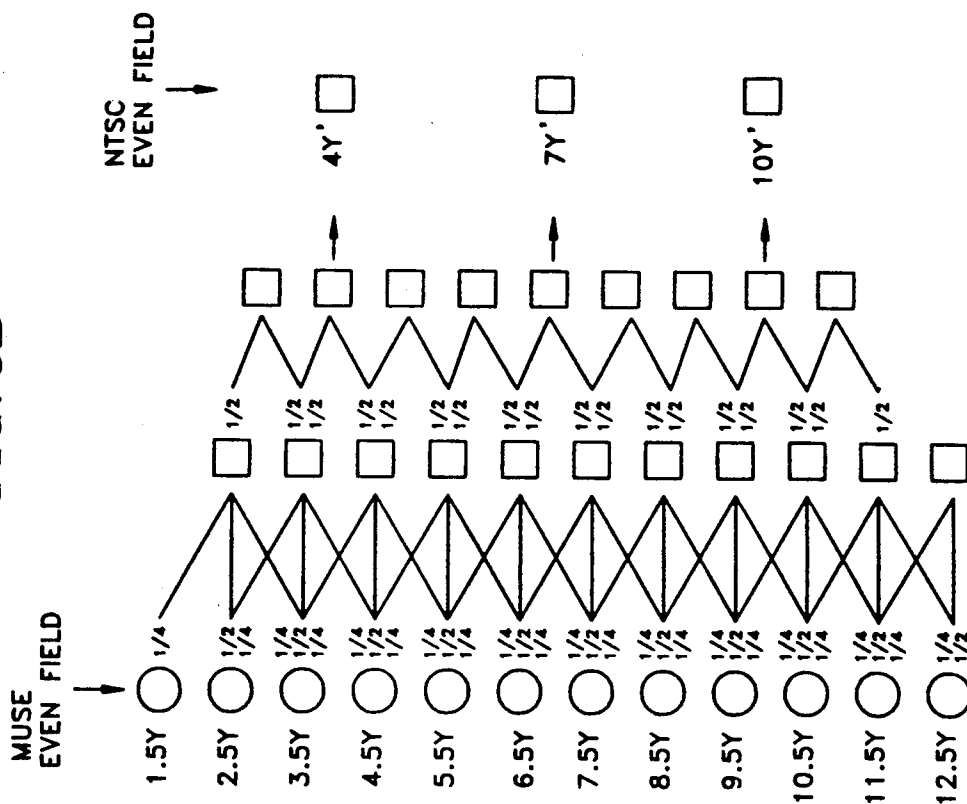 MUSE
EVEN FIELD
NTSC
EVEN FIELD
1.5Y 1/4
2.5Y 1/2 1/4 1/2
3.5Y 1/4 1/2 1/4 1/2 1/2
4.5Y 1/4 1/2 1/4 1/2 1/2
5.5Y 1/4 1/2 1/4 1/2 1/2
6.5Y 1/4 1/2 1/4 1/2 1/2
7.5Y 1/4 1/2 1/4 1/2 1/2
8.5Y 1/4 1/2 1/4 1/2 1/2
9.5Y 1/4 1/2 1/4 1/2 1/2
10.5Y 1/4 1/2 1/4 1/2 1/2
11.5Y 1/4 1/2 1/4 1/2
12.5Y 1/4 1/2
4Y'
7Y'
10Y'